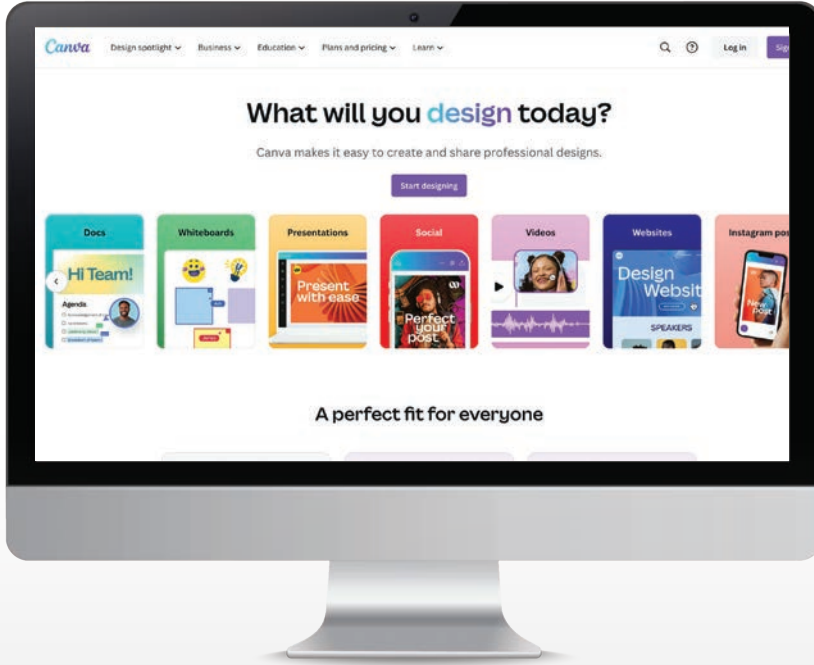 Canva Design spotlight Business Education Plans and pricing Learn Log in Sig
What will you design today?
Canva makes it easy to create and share professional designs.
Start designing
Docs
Whiteboards
Presentations
Social
Videos
Websites
Instagram pos
Hi Team!
Agenda
Present
with ease
Perfect
your
post
Design
Websit
SPEAKERS
New
post
A perfect fit for everyone